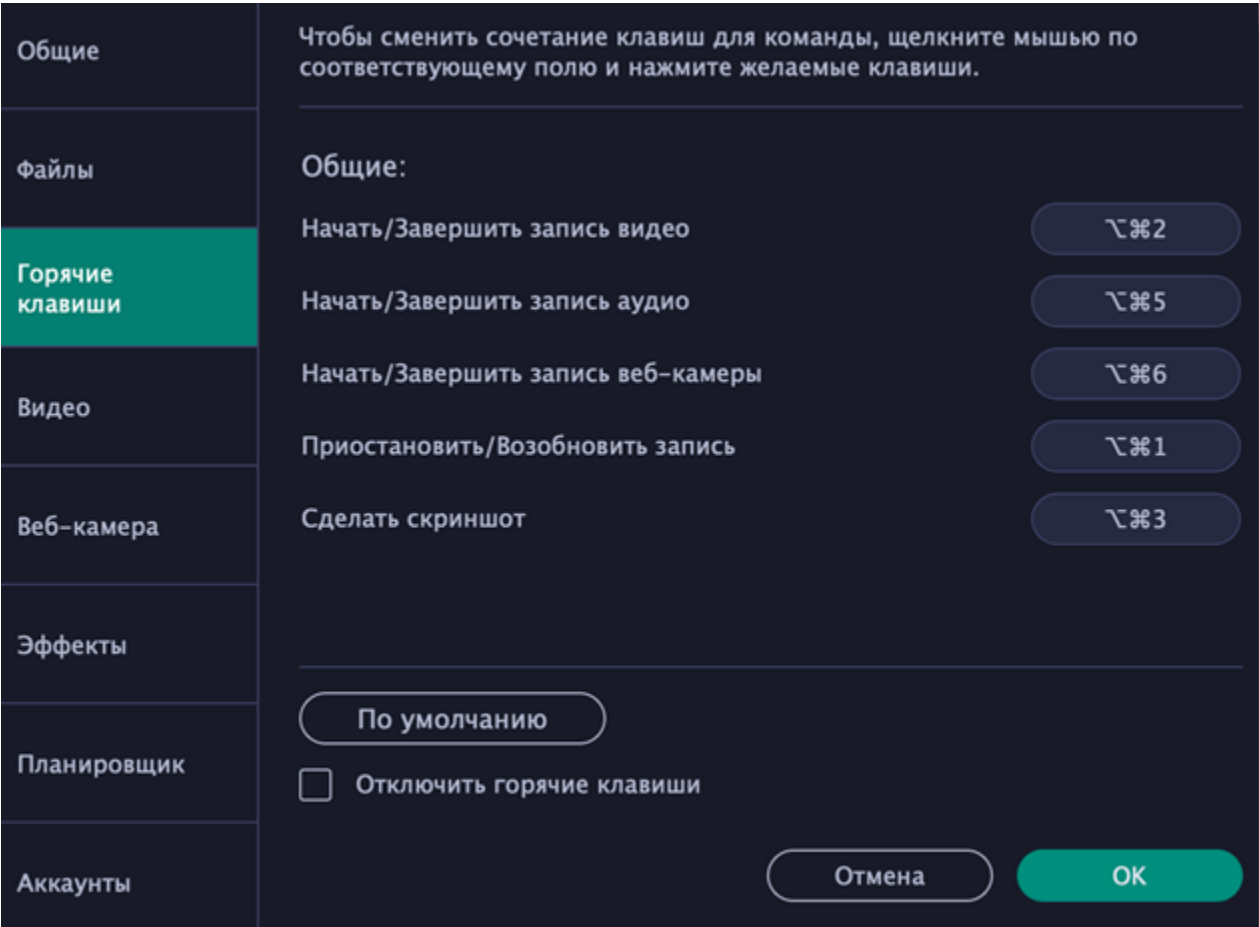 Общие
Файлы
Горячие
клавиши
Видео
Веб-камера
Эффекты
Планировщик
Аккаунты
Чтобы сменить сочетание клавиш для команды, щелкните мышью по
соответствующему полю и нажмите желаемые клавиши.
Общие:
Начать/Завершить запись видео ⌥⌘2
Начать/Завершить запись аудио ⌥⌘5
Начать/Завершить запись веб-камеры ⌥⌘6
Приостановить/Возобновить запись ⌥⌘1
Сделать скриншот ⌥⌘3
По умолчанию
Отключить горячие клавиши
Отмена OK